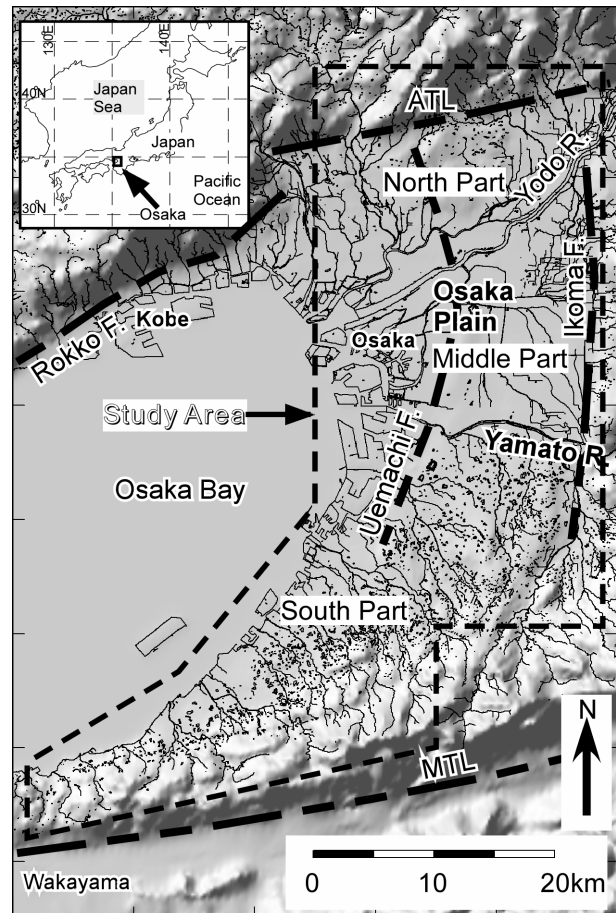 130E
140E
40N
Japan
Sea
Japan
Pacific
Ocean
30N
Osaka
ATL
North Part
Yodo R.
Ikoma F.
Osaka
Plain
Rokko F.
Kobe
Osaka
Middle Part
Study Area
Uemachi F.
Yamato R.
Osaka Bay
South Part
N
MTL
Wakayama
0 10 20km